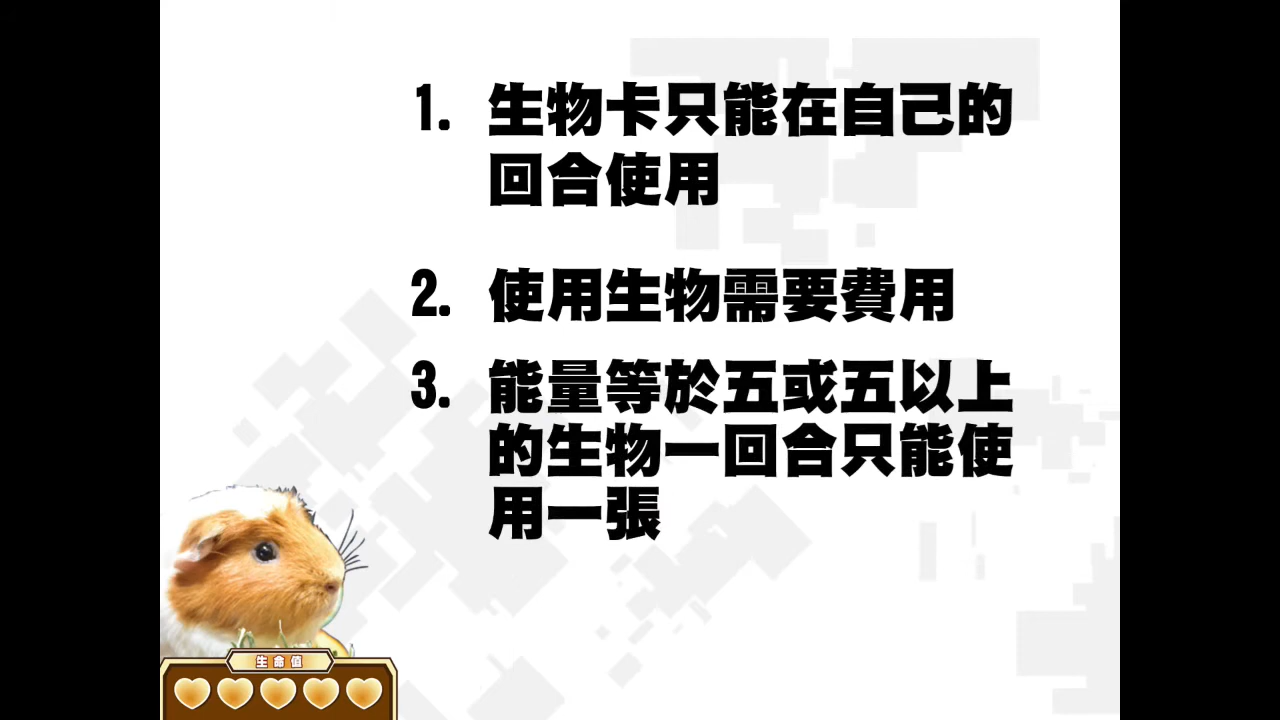 1. 生物卡只能在自己的
回合使用
2. 使用生物需要費用
3. 能量等於五或五以上
的生物一回合只能使
用一張
生命值